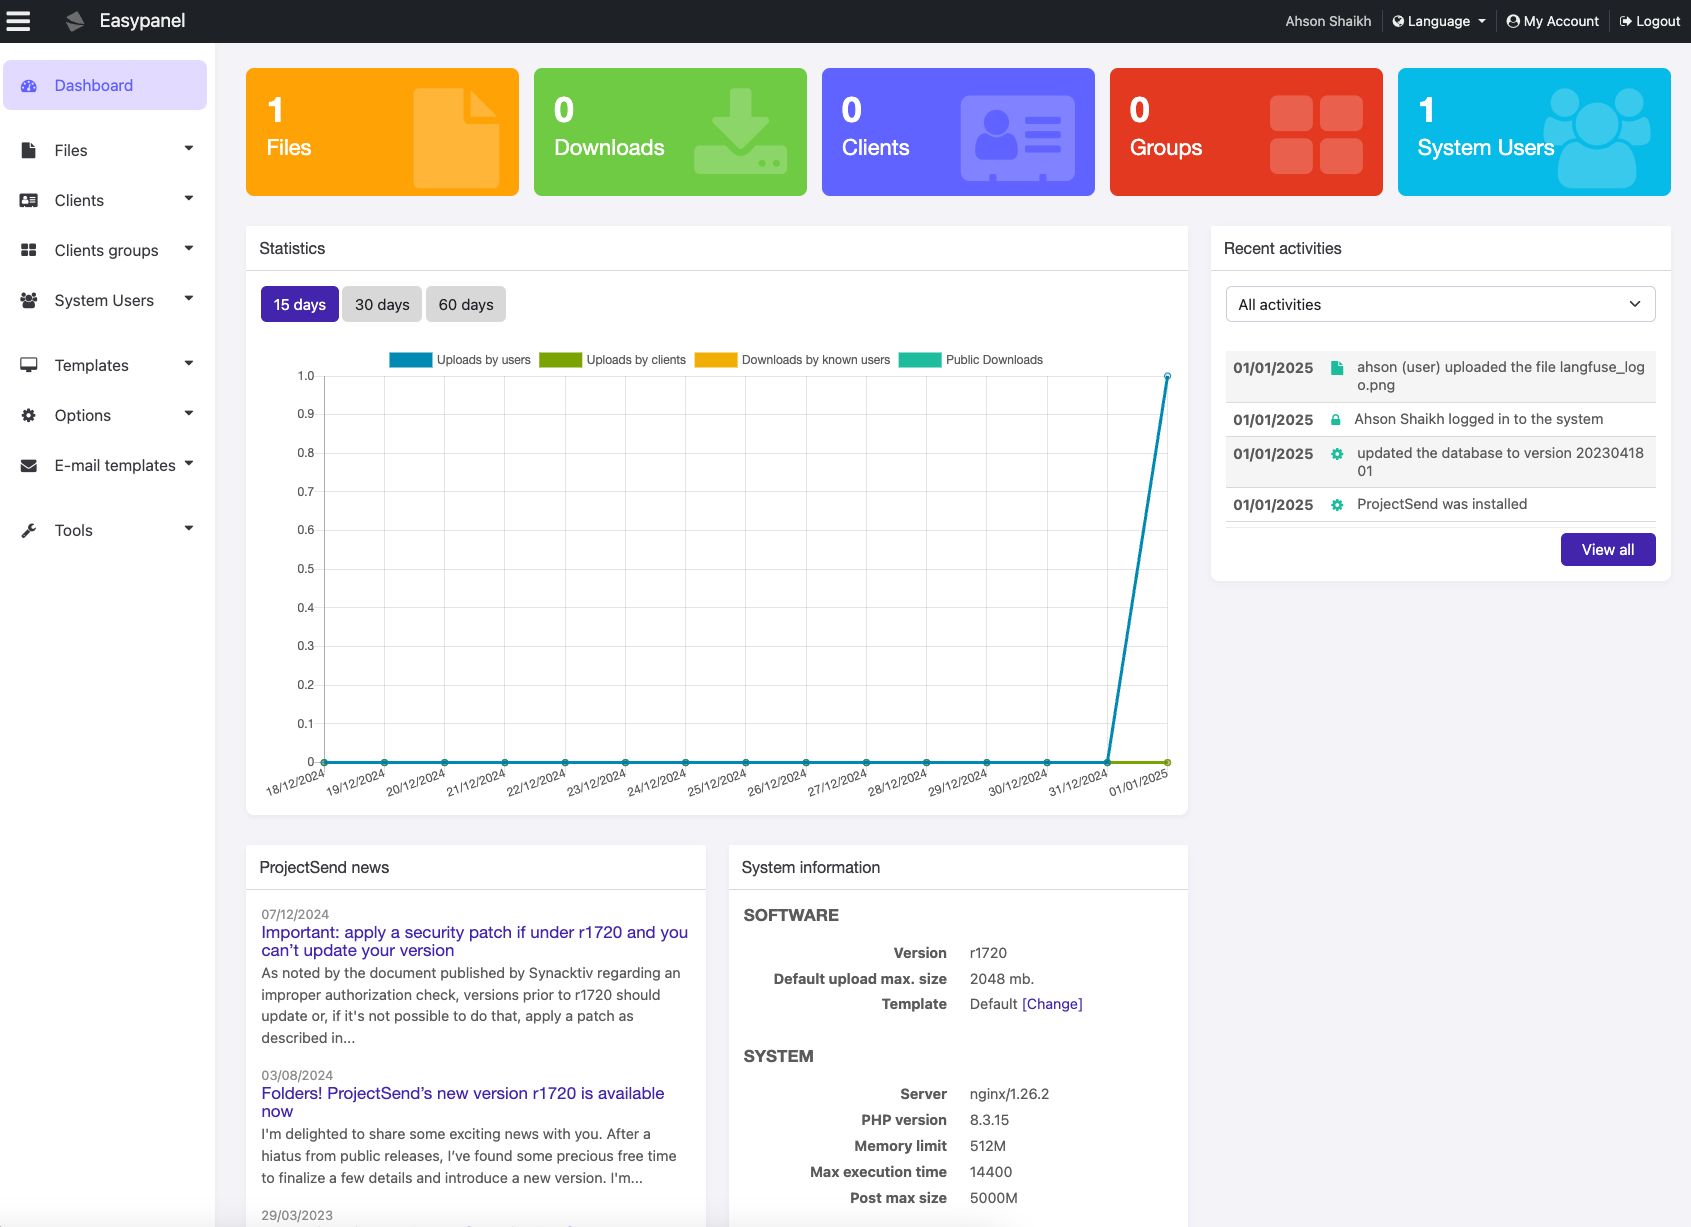 Easypanel
Ahson Shaikh
Language
My Account
Logout
Dashboard
Files
Clients
Clients groups
System Users
Templates
Options
E-mail templates
Tools
1
Files
0
Downloads
0
Clients
0
Groups
1
System Users
Statistics
15 days
30 days
60 days
Uploads by users
Uploads by clients
Downloads by known users
Public Downloads
1.0
0.9
0.8
0.7
0.6
0.5
0.4
0.3
0.2
0.1
0
18/12/2024
19/12/2024
20/12/2024
21/12/2024
22/12/2024
23/12/2024
24/12/2024
25/12/2024
26/12/2024
27/12/2024
28/12/2024
29/12/2024
30/12/2024
31/12/2024
01/01/2025
Recent activities
All activities
01/01/2025 ahson (user) uploaded the file langfuse_log
o.png
01/01/2025 Ahson Shaikh logged in to the system
01/01/2025 updated the database to version 20230418
01
01/01/2025 ProjectSend was installed
View all
ProjectSend news
07/12/2024
Important: apply a security patch if under r1720 and you
can’t update your version
As noted by the document published by Synacktiv regarding an
improper authorization check, versions prior to r1720 should
update or, if it's not possible to do that, apply a patch as
described in...
03/08/2024
Folders! ProjectSend’s new version r1720 is available
now
I'm delighted to share some exciting news with you. After a
hiatus from public releases, I’ve found some precious free time
to finalize a few details and introduce a new version. I'm...
29/03/2023
System information
SOFTWARE
Version r1720
Default upload max. size 2048 mb.
Template Default [Change]
SYSTEM
Server nginx/1.26.2
PHP version 8.3.15
Memory limit 512M
Max execution time 14400
Post max size 5000M